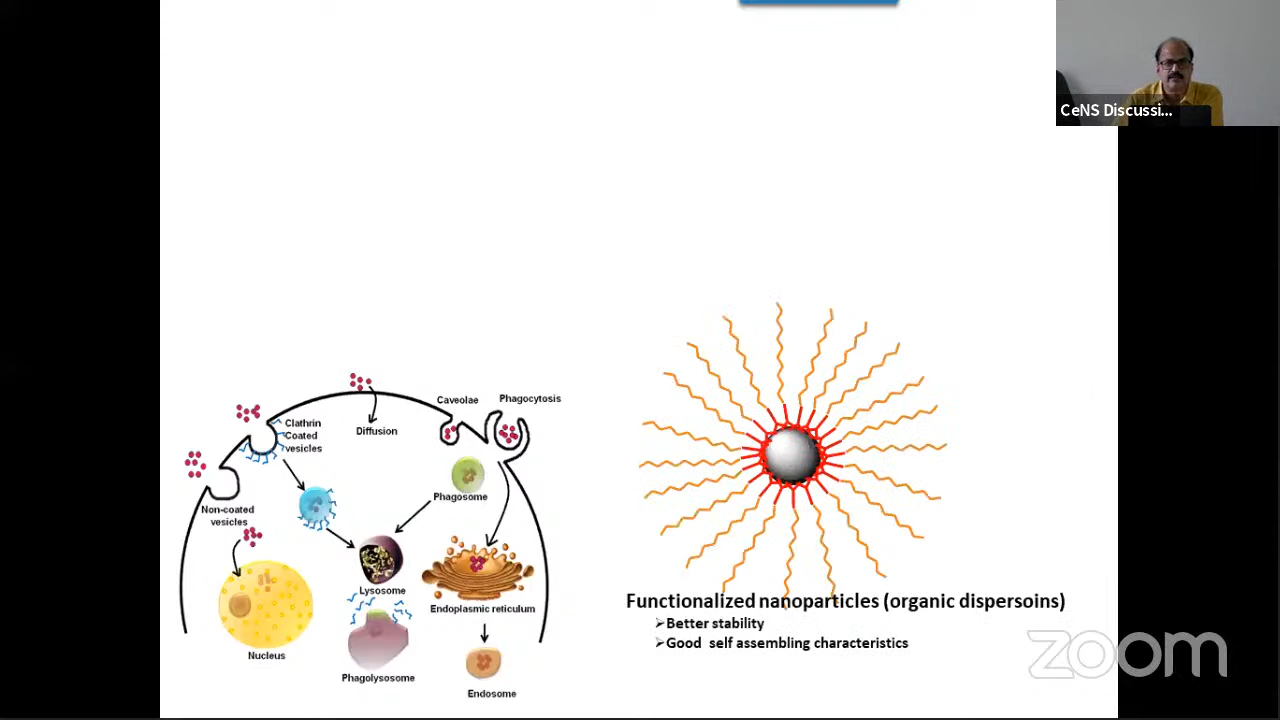 CeNS Discussi...
Caveolae
Phagocytosis
Clathrin
Coated
vesicles
Diffusion
Phagosome
Non-coated
vesicles
Lysosome
Endoplasmic reticulum
Nucleus
Phagolysosome
Endosome
Functionalized nanoparticles (organic dispersoins)
➢Better stability
➢Good self assembling characteristics
zoom